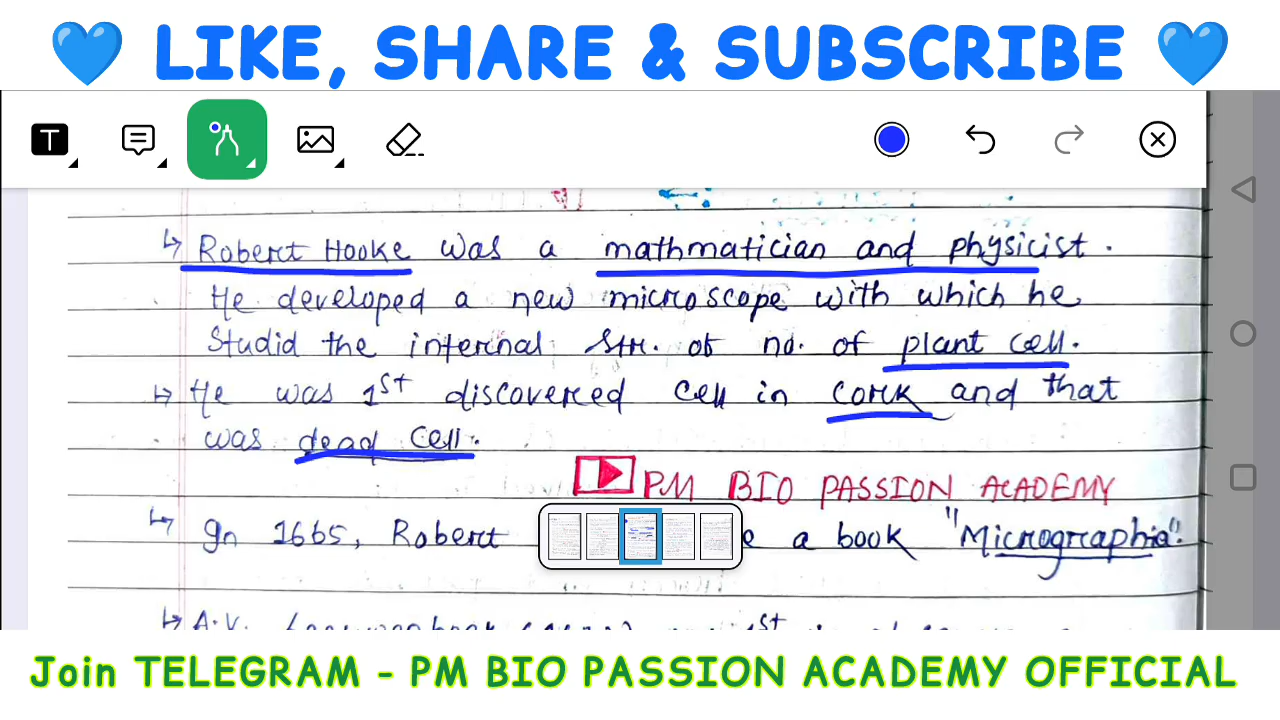 💙 LIKE, SHARE & SUBSCRIBE 💙
T
↳ Robert Hooke was a mathmatician and physicist.
He developed a new microscope with which he
Studid the internal Str. of no. of plant cell.
↳ He was 1st discovered cell in cork and that
was dead cell.
PM BIO PASSION ACADEMY
↳ In 1665, Robert e a book "Micrographia".
↳ A.V.
Join TELEGRAM - PM BIO PASSION ACADEMY OFFICIAL